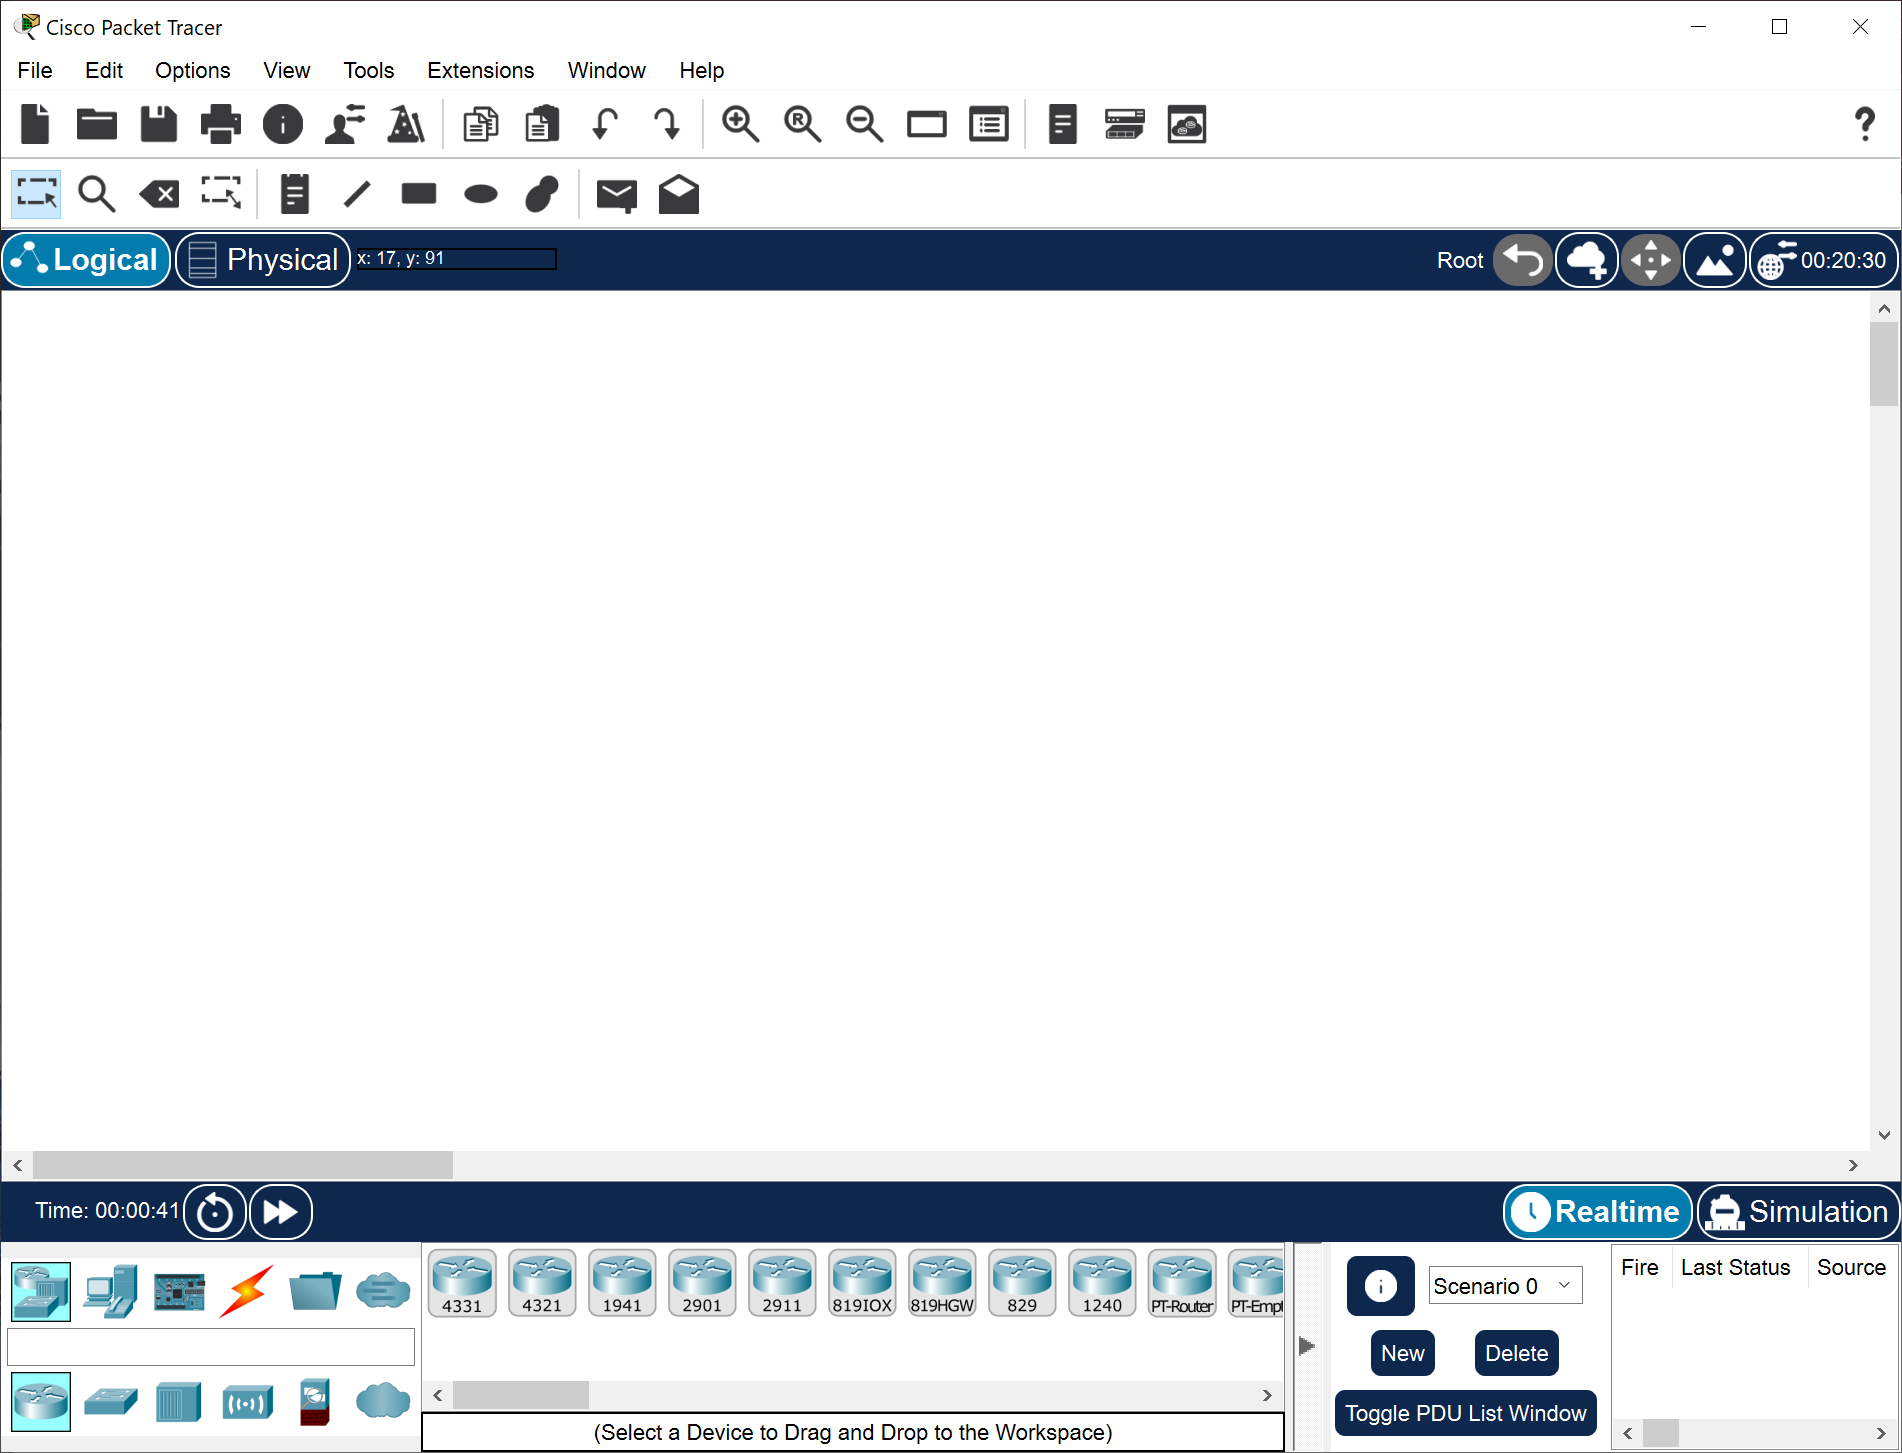 Cisco Packet Tracer
File Edit Options View Tools Extensions Window Help
Logical Physical x: 17, y: 91 Root 00:20:30
Time: 00:00:41 Realtime Simulation
4331 4321 1941 2901 2911 819IOX 819HGW 829 1240 PT-Router PT-Empt
Scenario 0
New Delete
Toggle PDU List Window
Fire Last Status Source
(Select a Device to Drag and Drop to the Workspace)